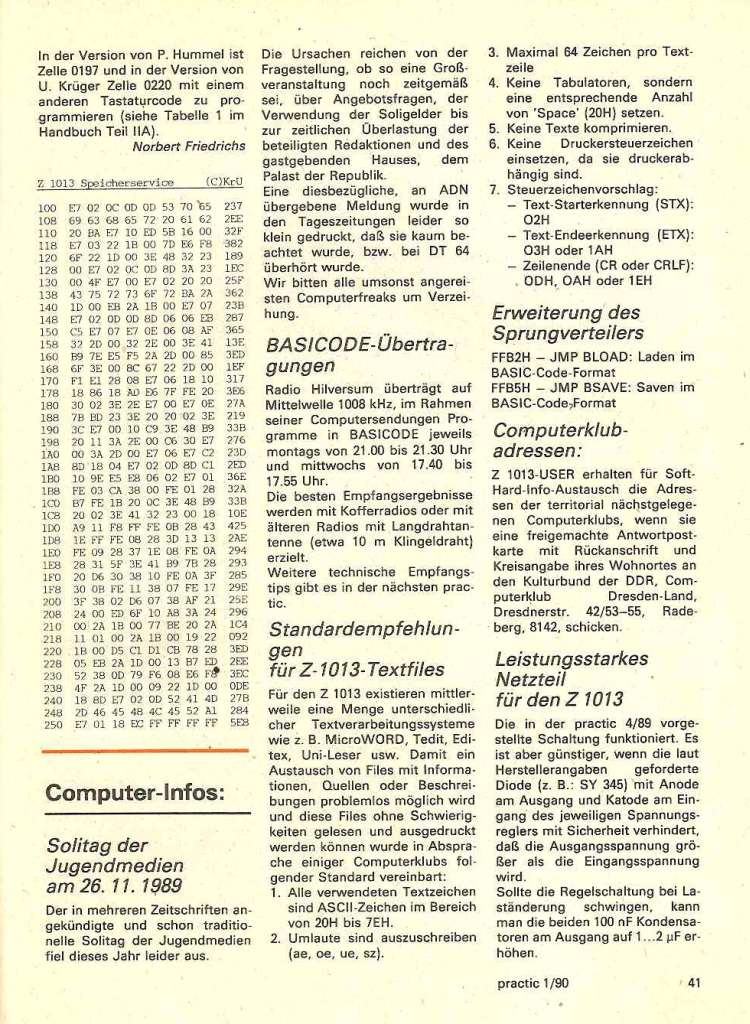 In der Version von P. Hummel ist
Zelle 0197 und in der Version von
U. Krüger Zelle 0220 mit einem
anderen Tastaturcode zu pro-
grammieren (siehe Tabelle 1 im
Handbuch Teil IIA).
Norbert Friedrichs
Z 1013 Speicherservice (C)KrÜ
100 E7 02 0C 0D 0D 53 70 65 237
108 69 63 68 65 72 20 61 62 2EE
110 20 BA E7 10 ED 5B 16 00 32F
118 E7 03 22 1B 00 7D E6 F8 382
120 6F 22 1D 00 3E 48 32 23 189
128 00 E7 02 0C 0D 8D 3A 23 1EC
130 00 4F E7 00 E7 02 20 20 25F
138 43 75 72 73 6F 72 BA 2A 362
140 1D 00 EB 2A 1B 00 E7 07 23B
148 E7 02 0D 0D 8D 06 06 EB 287
150 C5 E7 07 E7 0E 06 08 AF 365
158 32 2D 00 32 2E 00 3E 41 13E
160 B9 7E E5 F5 2A 2D 00 85 3ED
168 6F 3E 00 8C 67 22 2D 00 1EF
170 F1 E1 28 08 E7 06 18 10 317
178 18 86 18 AD E6 7F FE 20 3E6
180 30 02 3E 2E E7 00 E7 0E 27A
188 7B BD 23 3E 20 20 02 3E 219
190 3C E7 00 10 C9 3E 48 B9 33B
198 20 11 3A 2E 00 C6 30 E7 276
1A0 00 3A 2D 00 E7 06 E7 C2 23D
1A8 8D 18 04 E7 02 0D 8D C1 2ED
1B0 10 9E E5 E8 06 02 E7 01 36E
1B8 FE 03 CA 38 00 FE 01 28 32A
1C0 B7 FE 1B 20 0C 3E 48 B9 33B
1C8 20 02 3E 41 32 23 00 18 10E
1D0 A9 11 F8 FF FE 0B 28 43 425
1D8 1E FF FE 08 28 3D 13 13 2AE
1E0 FE 09 28 37 1E 08 FE 0A 294
1E8 28 31 5F 3E 41 B9 7B 28 293
1F0 20 D6 30 38 10 FE 0A 3F 285
1F8 30 0B FE 11 38 07 FE 17 29E
200 3F 38 02 D6 07 38 AF 21 25E
208 24 00 ED 6F 10 A8 3A 24 296
210 00 2A 1B 00 77 BE 20 2A 1C4
218 11 01 00 2A 1B 00 19 22 092
220 1B 00 D5 C1 D1 CB 78 28 3ED
228 05 EB 2A 1D 00 13 B7 ED 2EE
230 52 38 0D 79 F6 08 E6 F8 3EC
238 4F 2A 1D 00 09 22 1D 00 0DE
240 18 8D E7 02 0D 52 41 4D 27B
248 2D 46 45 48 4C 45 52 A1 284
250 E7 01 18 EC FF FF FF FF 5E8
Computer-Infos:
Solitag der
Jugendmedien
am 26. 11. 1989
Der in mehreren Zeitschriften an-
gekündigte und schon traditio-
nelle Solitag der Jugendmedien
fiel dieses Jahr leider aus.
Die Ursachen reichen von der
Fragestellung, ob so eine Groß-
veranstaltung noch zeitgemäß
sei, über Angebotsfragen, der
Verwendung der Soligelder bis
zur zeitlichen Überlastung der
beteiligten Redaktionen und des
gastgebenden Hauses, dem
Palast der Republik.
Eine diesbezügliche, an ADN
übergebene Meldung wurde in
den Tageszeitungen leider so
klein gedruckt, daß sie kaum be-
achtet wurde, bzw. bei DT 64
überhört wurde.
Wir bitten alle umsonst angerei-
sten Computerfreaks um Verzei-
hung.
BASICODE-Übertra-
gungen
Radio Hilversum überträgt auf
Mittelwelle 1008 kHz, im Rahmen
seiner Computersendungen Pro-
gramme in BASICODE jeweils
montags von 21.00 bis 21.30 Uhr
und mittwochs von 17.40 bis
17.55 Uhr.
Die besten Empfangsergebnisse
werden mit Kofferradios oder mit
älteren Radios mit Langdrahtan-
tenne (etwa 10 m Klingeldraht)
erzielt.
Weitere technische Empfangs-
tips gibt es in der nächsten prac-
tic.
Standardempfehlun-
gen
für Z-1013-Textfiles
Für den Z 1013 existieren mittler-
weile eine Menge unterschiedli-
cher Textverarbeitungssysteme
wie z. B. MicroWORD, Tedit, Edi-
tex, Uni-Leser usw. Damit ein
Austausch von Files mit Informa-
tionen, Quellen oder Beschrei-
bungen problemlos möglich wird
und diese Files ohne Schwierig-
keiten gelesen und ausgedruckt
werden können wurde in Abspra-
che einiger Computerklubs fol-
gender Standard vereinbart:
1. Alle verwendeten Textzeichen
sind ASCII-Zeichen im Bereich
von 20H bis 7EH.
2. Umlaute sind auszuschreiben
(ae, oe, ue, sz).
3. Maximal 64 Zeichen pro Text-
zeile
4. Keine Tabulatoren, sondern
eine entsprechende Anzahl
von 'Space' (20H) setzen.
5. Keine Texte komprimieren.
6. Keine Druckersteuerzeichen
einsetzen, da sie druckerab-
hängig sind.
7. Steuerzeichenvorschlag:
– Text-Starterkennung (STX):
02H
– Text-Endeerkennung (ETX):
03H oder 1AH
– Zeilenende (CR oder CRLF):
0DH, 0AH oder 1EH
Erweiterung des
Sprungverteilers
FFB2H – JMP BLOAD: Laden im
BASIC-Code-Format
FFB5H – JMP BSAVE: Saven im
BASIC-Code-Format
Computerklub-
adressen:
Z 1013-USER erhalten für Soft-
Hard-Info-Austausch die Adres-
sen der territorial nächstgelege-
nen Computerklubs, wenn sie
eine freigemachte Antwortpost-
karte mit Rückanschrift und
Kreisangabe ihres Wohnortes an
den Kulturbund der DDR, Com-
puterklub Dresden-Land,
Dresdnerstr. 42/53–55, Rade-
berg, 8142, schicken.
Leistungsstarkes
Netzteil
für den Z 1013
Die in der practic 4/89 vorge-
stellte Schaltung funktioniert. Es
ist aber günstiger, wenn die laut
Herstellerangaben geforderte
Diode (z. B.: SY 345) mit Anode
am Ausgang und Katode am Ein-
gang des jeweiligen Spannungs-
reglers mit Sicherheit verhindert,
daß die Ausgangsspannung grö-
ßer als die Eingangsspannung
wird.
Sollte die Regelschaltung bei La-
ständerung schwingen, kann
man die beiden 100 nF Kondensa-
toren am Ausgang auf 1...2 µF er-
höhen.
practic 1/90 41